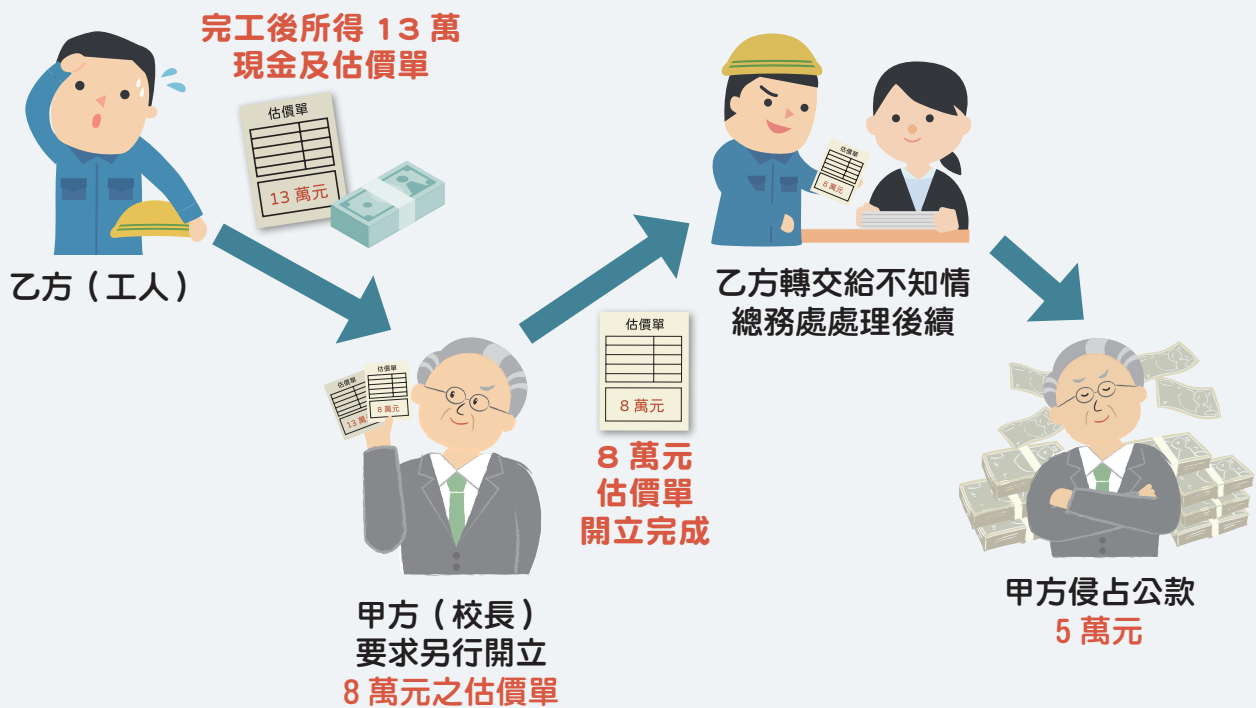 完工後所得 13 萬
現金及估價單
估價單
13 萬元
乙方（工人）
估價單
13 萬
估價單
8 萬元
甲方（校長）
要求另行開立
8 萬元之估價單
估價單
8 萬元
8 萬元
估價單
開立完成
估價單
8 萬元
乙方轉交給不知情
總務處處理後續
甲方侵占公款
5 萬元